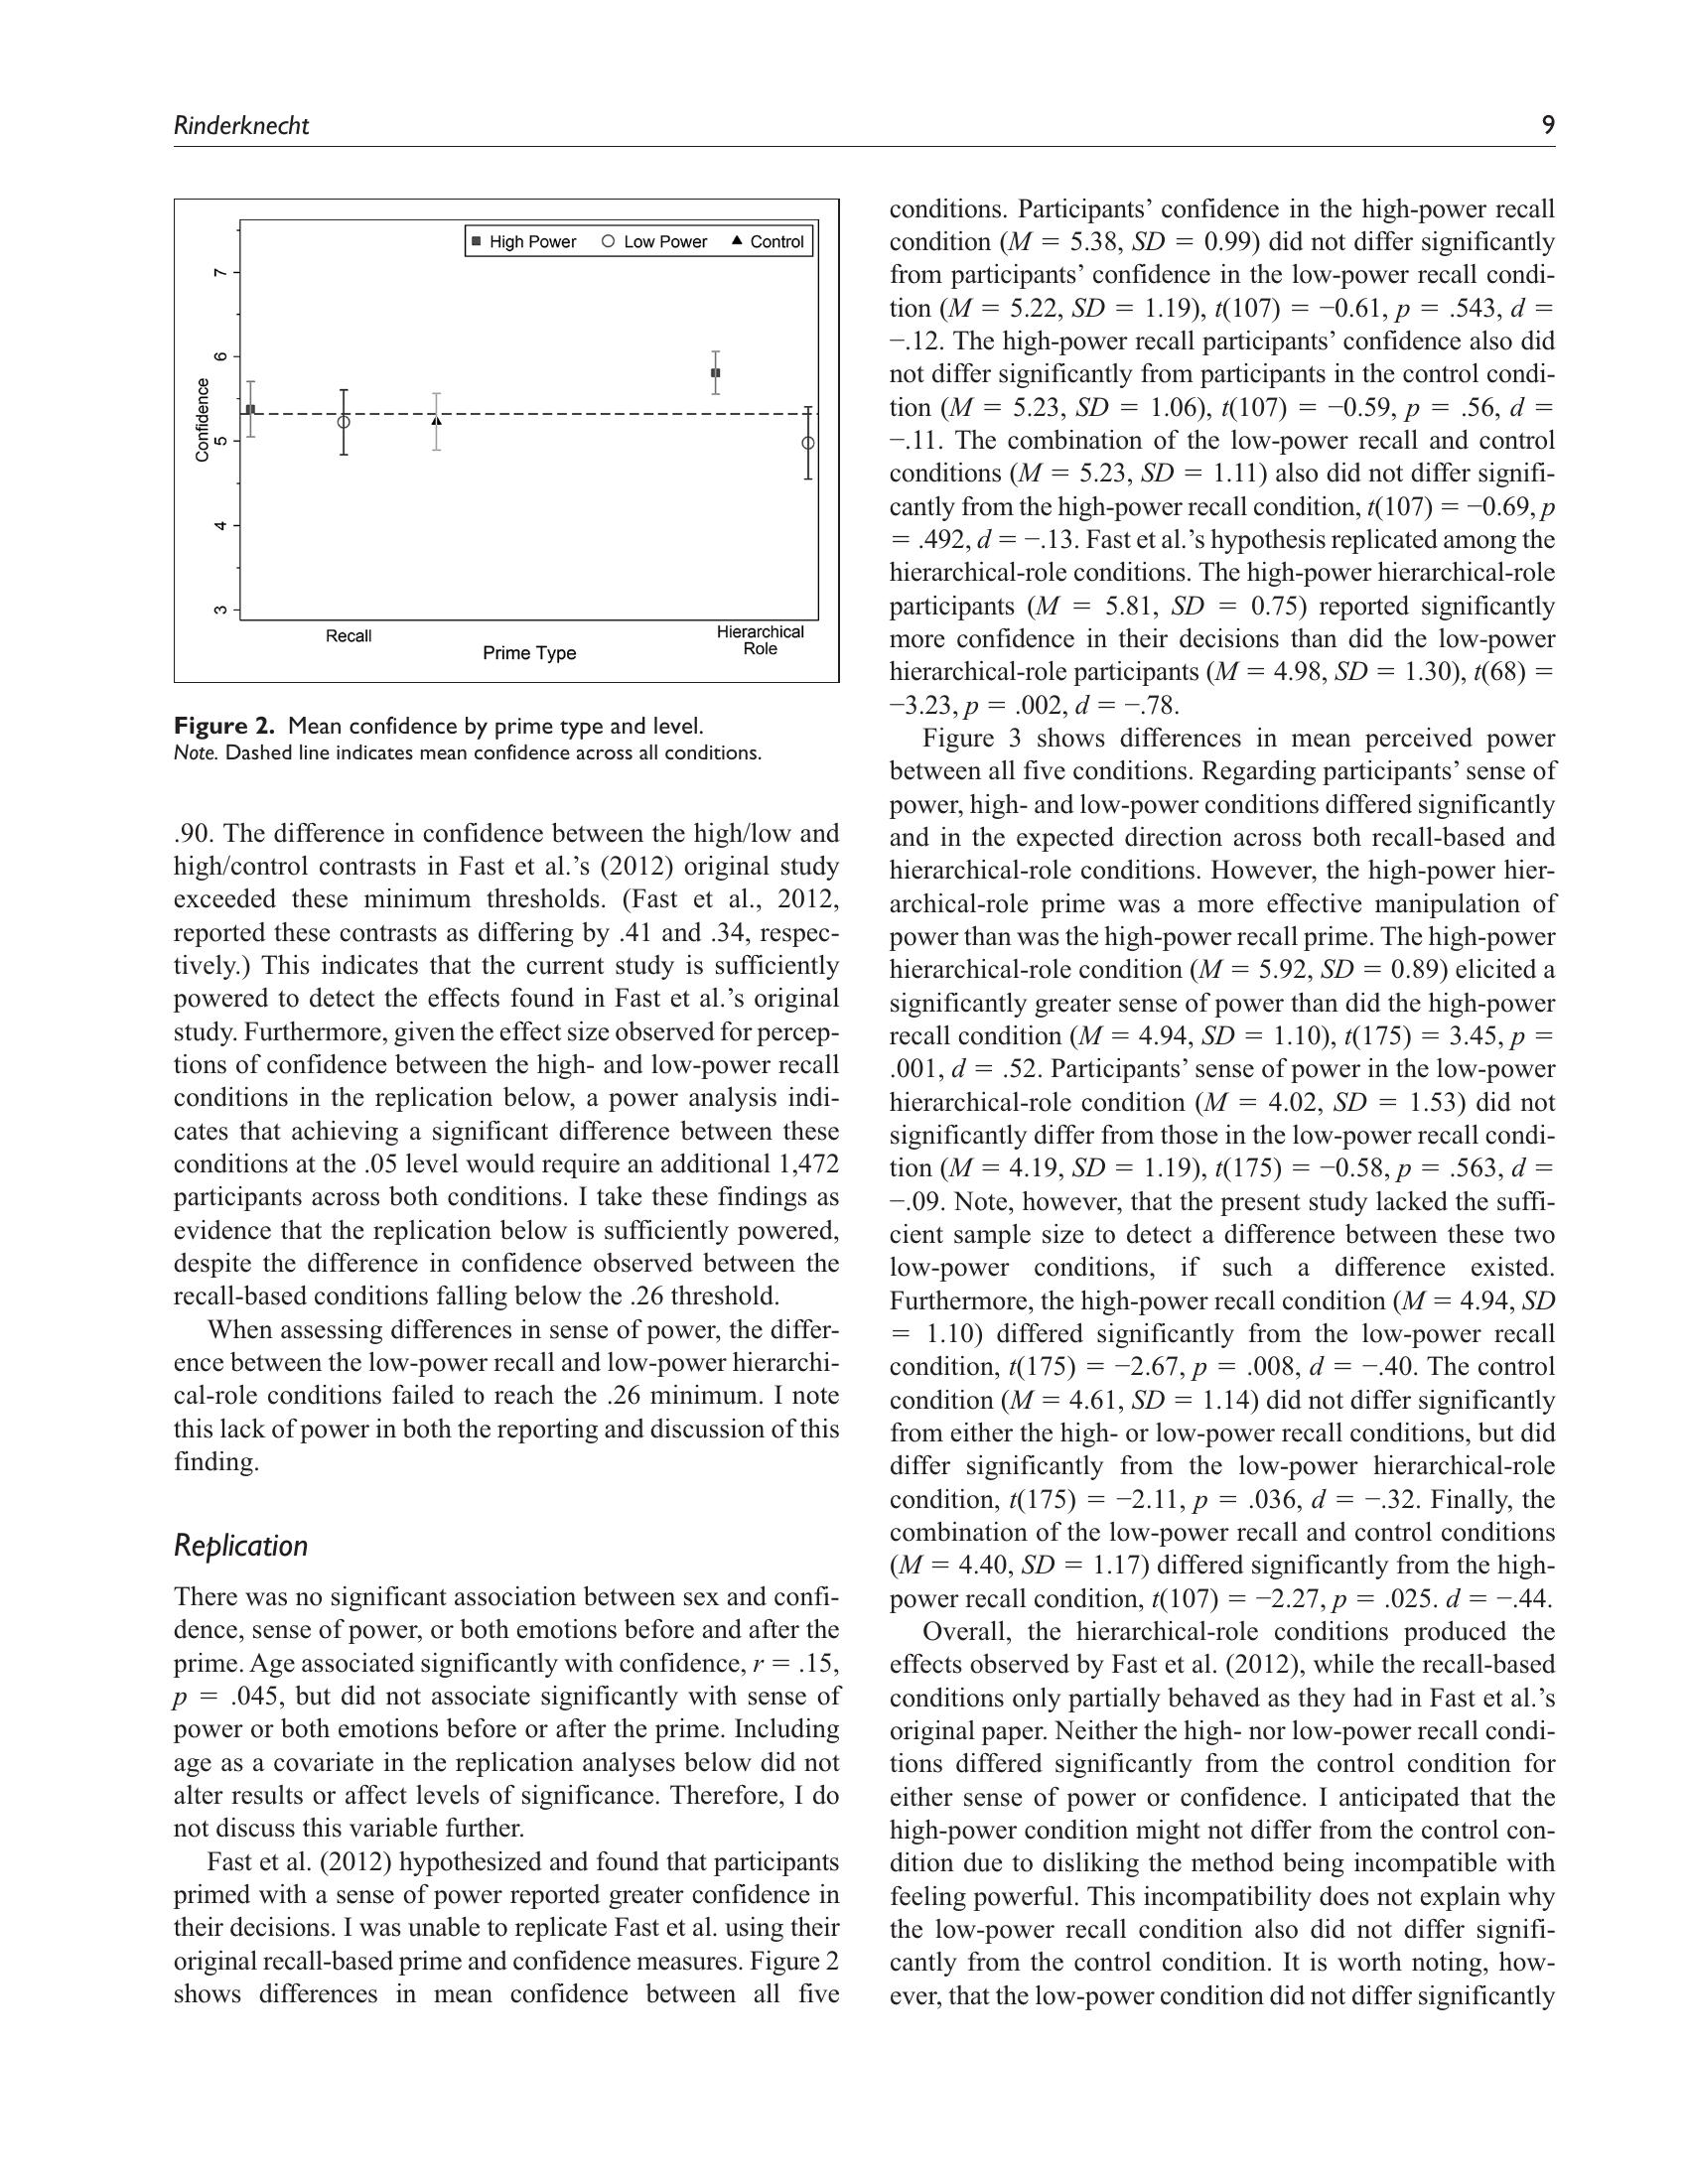 Rinderknecht 9
High Power Low Power Control
7
6
5
4
3
Confidence
Recall
Hierarchical
Role
Prime Type
Figure 2. Mean confidence by prime type and level.
Note. Dashed line indicates mean confidence across all conditions.
.90. The difference in confidence between the high/low and
high/control contrasts in Fast et al.’s (2012) original study
exceeded these minimum thresholds. (Fast et al., 2012,
reported these contrasts as differing by .41 and .34, respec-
tively.) This indicates that the current study is sufficiently
powered to detect the effects found in Fast et al.’s original
study. Furthermore, given the effect size observed for percep-
tions of confidence between the high- and low-power recall
conditions in the replication below, a power analysis indi-
cates that achieving a significant difference between these
conditions at the .05 level would require an additional 1,472
participants across both conditions. I take these findings as
evidence that the replication below is sufficiently powered,
despite the difference in confidence observed between the
recall-based conditions falling below the .26 threshold.
When assessing differences in sense of power, the differ-
ence between the low-power recall and low-power hierarchi-
cal-role conditions failed to reach the .26 minimum. I note
this lack of power in both the reporting and discussion of this
finding.
Replication
There was no significant association between sex and confi-
dence, sense of power, or both emotions before and after the
prime. Age associated significantly with confidence, r = .15,
p = .045, but did not associate significantly with sense of
power or both emotions before or after the prime. Including
age as a covariate in the replication analyses below did not
alter results or affect levels of significance. Therefore, I do
not discuss this variable further.
Fast et al. (2012) hypothesized and found that participants
primed with a sense of power reported greater confidence in
their decisions. I was unable to replicate Fast et al. using their
original recall-based prime and confidence measures. Figure 2
shows differences in mean confidence between all five
conditions. Participants’ confidence in the high-power recall
condition (M = 5.38, SD = 0.99) did not differ significantly
from participants’ confidence in the low-power recall condi-
tion (M = 5.22, SD = 1.19), t(107) = −0.61, p = .543, d =
−.12. The high-power recall participants’ confidence also did
not differ significantly from participants in the control condi-
tion (M = 5.23, SD = 1.06), t(107) = −0.59, p = .56, d =
−.11. The combination of the low-power recall and control
conditions (M = 5.23, SD = 1.11) also did not differ signifi-
cantly from the high-power recall condition, t(107) = −0.69, p
= .492, d = −.13. Fast et al.’s hypothesis replicated among the
hierarchical-role conditions. The high-power hierarchical-role
participants (M = 5.81, SD = 0.75) reported significantly
more confidence in their decisions than did the low-power
hierarchical-role participants (M = 4.98, SD = 1.30), t(68) =
−3.23, p = .002, d = −.78.
Figure 3 shows differences in mean perceived power
between all five conditions. Regarding participants’ sense of
power, high- and low-power conditions differed significantly
and in the expected direction across both recall-based and
hierarchical-role conditions. However, the high-power hier-
archical-role prime was a more effective manipulation of
power than was the high-power recall prime. The high-power
hierarchical-role condition (M = 5.92, SD = 0.89) elicited a
significantly greater sense of power than did the high-power
recall condition (M = 4.94, SD = 1.10), t(175) = 3.45, p =
.001, d = .52. Participants’ sense of power in the low-power
hierarchical-role condition (M = 4.02, SD = 1.53) did not
significantly differ from those in the low-power recall condi-
tion (M = 4.19, SD = 1.19), t(175) = −0.58, p = .563, d =
−.09. Note, however, that the present study lacked the suffi-
cient sample size to detect a difference between these two
low-power conditions, if such a difference existed.
Furthermore, the high-power recall condition (M = 4.94, SD
= 1.10) differed significantly from the low-power recall
condition, t(175) = −2.67, p = .008, d = −.40. The control
condition (M = 4.61, SD = 1.14) did not differ significantly
from either the high- or low-power recall conditions, but did
differ significantly from the low-power hierarchical-role
condition, t(175) = −2.11, p = .036, d = −.32. Finally, the
combination of the low-power recall and control conditions
(M = 4.40, SD = 1.17) differed significantly from the high-
power recall condition, t(107) = −2.27, p = .025. d = −.44.
Overall, the hierarchical-role conditions produced the
effects observed by Fast et al. (2012), while the recall-based
conditions only partially behaved as they had in Fast et al.’s
original paper. Neither the high- nor low-power recall condi-
tions differed significantly from the control condition for
either sense of power or confidence. I anticipated that the
high-power condition might not differ from the control con-
dition due to disliking the method being incompatible with
feeling powerful. This incompatibility does not explain why
the low-power recall condition also did not differ signifi-
cantly from the control condition. It is worth noting, how-
ever, that the low-power condition did not differ significantly